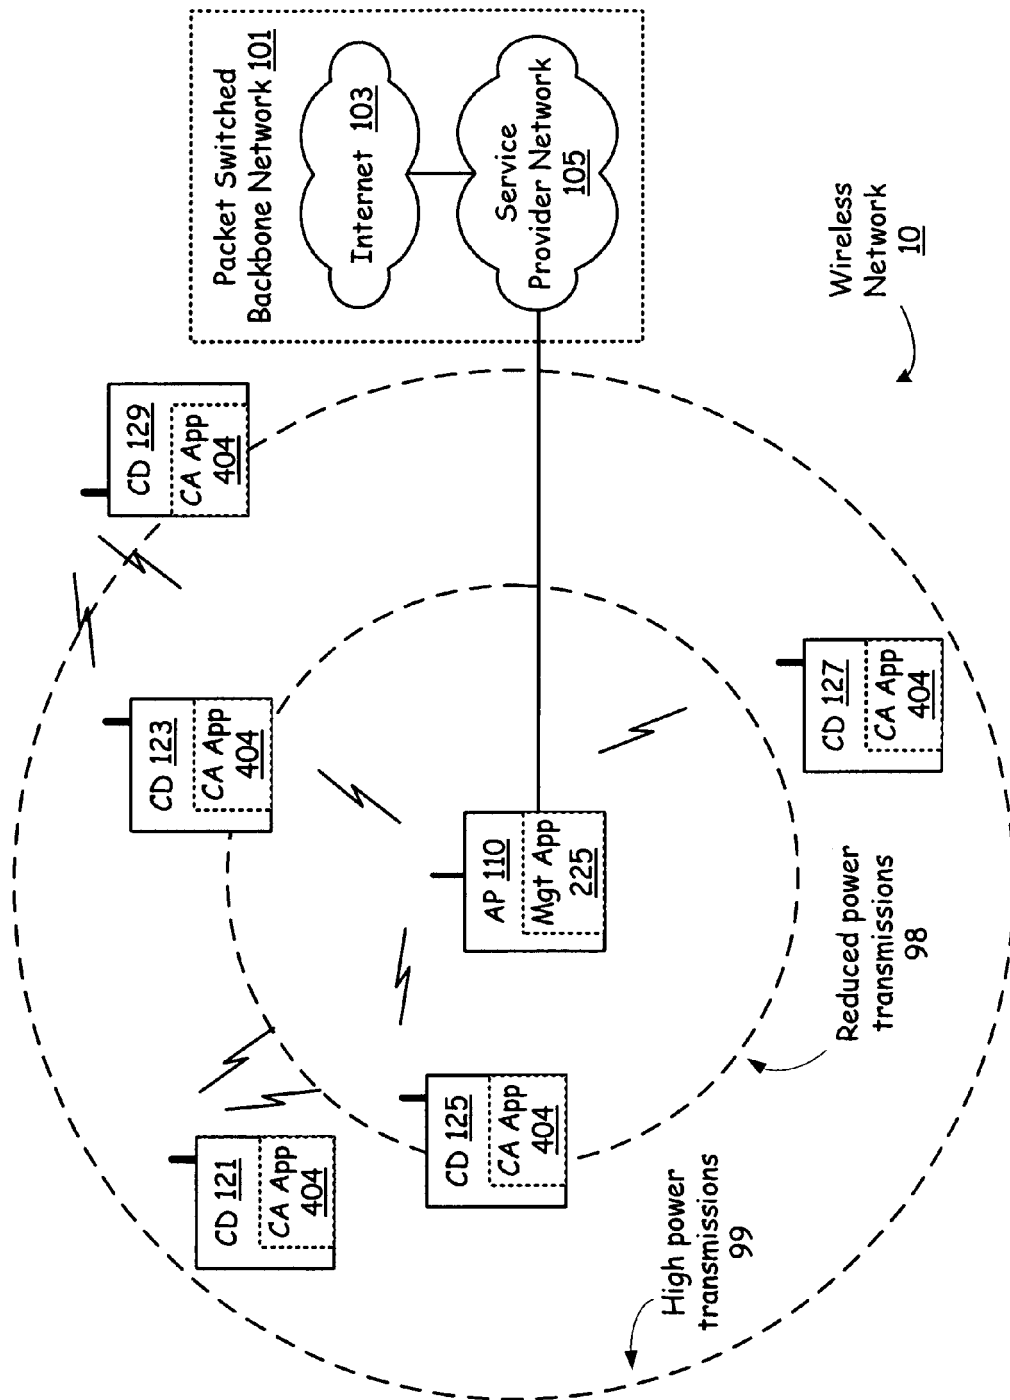 Packet Switched
Backbone Network 101
Internet 103
Service
Provider Network
105
CD 129
CA App
404
CD 123
CA App
404
AP 110
Mgt App
225
CD 121
CA App
404
CD 125
CA App
404
CD 127
CA App
404
Wireless
Network
10
Reduced power
transmissions
98
High power
transmissions
99